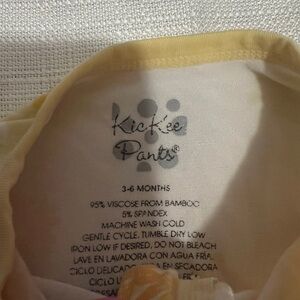 KicKee
Pants®
3-6 MONTHS
95% VISCOSE FROM BAMBOO
5% SPANDEX
MACHINE WASH COLD
GENTLE CYCLE. TUMBLE DRY LOW
IRON LOW IF DESIRED, DO NOT BLEACH
LAVE EN LAVADORA CON AGUA FRIA.
CICLO DELICADO EN SECADORA